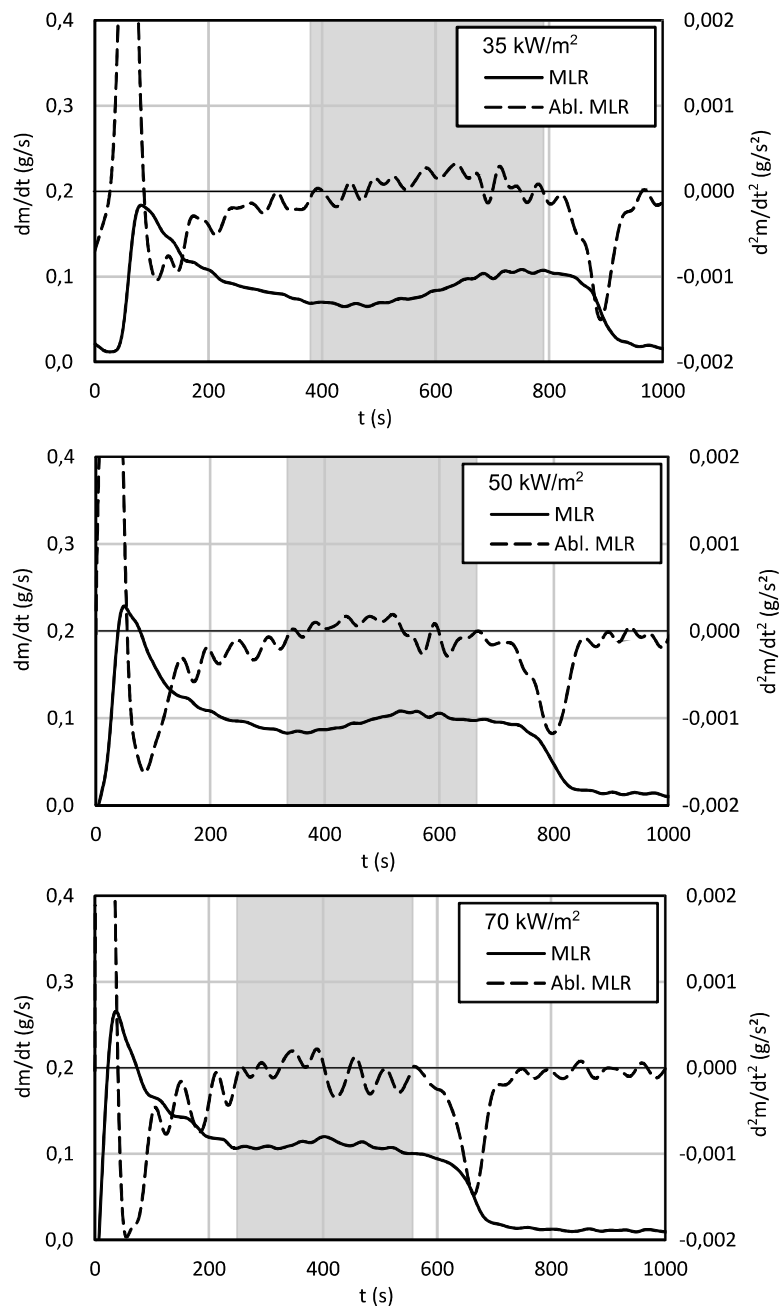 0,4 0,002
35 kW/m²
MLR
Abl. MLR
0,3 0,001
0,2 0,000
0,1 -0,001
0,0 -0,002
dm/dt (g/s)
d²m/dt² (g/s²)
0 200 400 600 800 1000
t (s)
0,4 0,002
50 kW/m²
MLR
Abl. MLR
0,3 0,001
0,2 0,000
0,1 -0,001
0,0 -0,002
dm/dt (g/s)
d²m/dt² (g/s²)
0 200 400 600 800 1000
t (s)
0,4 0,002
70 kW/m²
MLR
Abl. MLR
0,3 0,001
0,2 0,000
0,1 -0,001
0,0 -0,002
dm/dt (g/s)
d²m/dt² (g/s²)
0 200 400 600 800 1000
t (s)